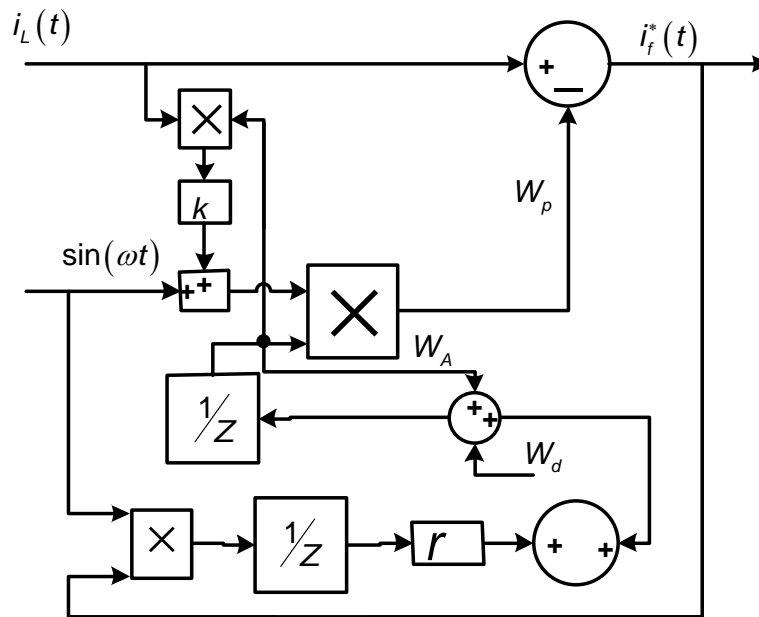 i_L(t)
i_f^*(t)
+
−
×
W_p
k
sin(ωt)
+ +
×
W_A
1/Z
+ +
+
W_d
×
1/Z
r
+ +